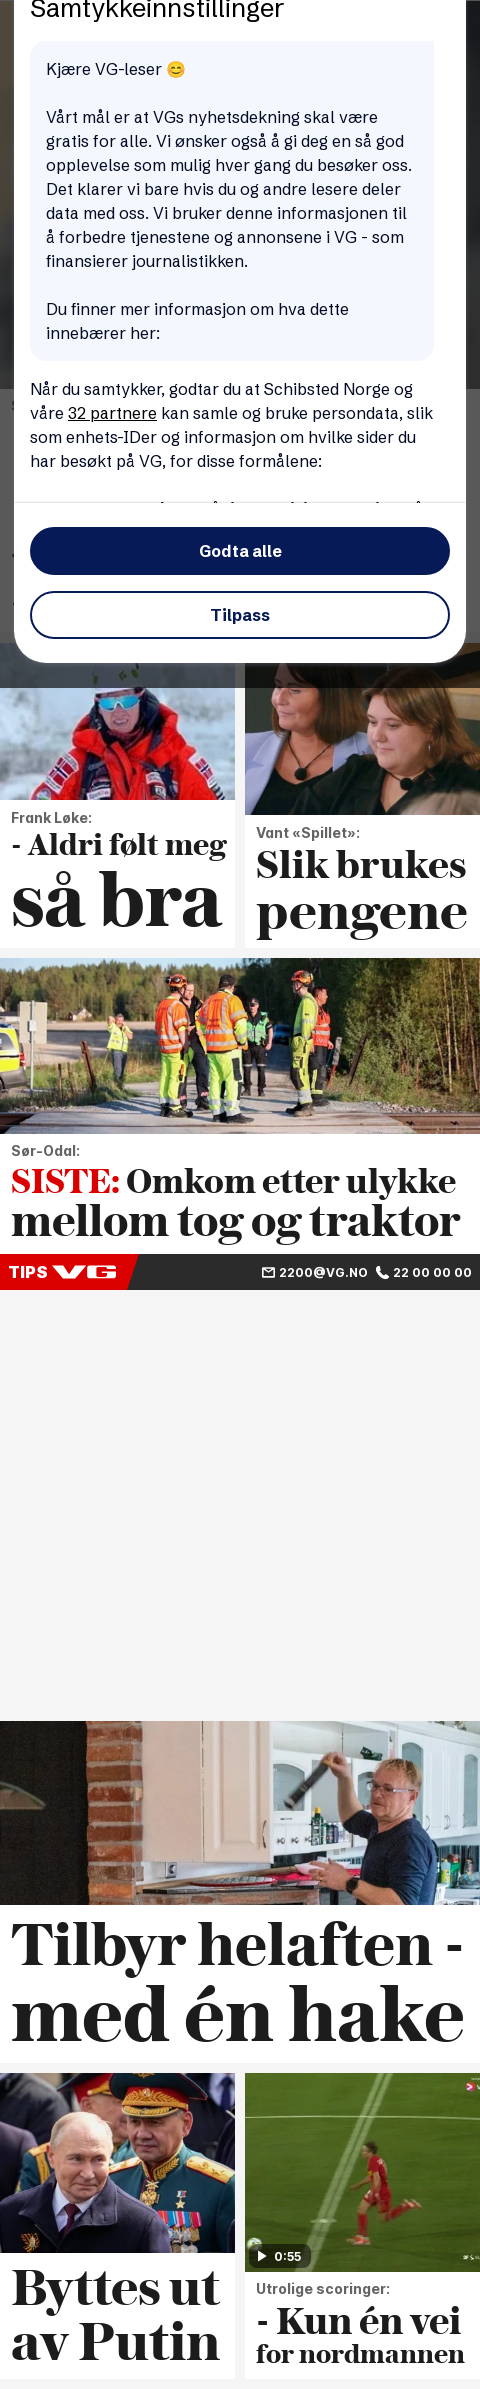 Samtykkeinnstillinger
Kjære VG-leser 😊
Vårt mål er at VGs nyhetsdekning skal være
gratis for alle. Vi ønsker også å gi deg en så god
opplevelse som mulig hver gang du besøker oss.
Det klarer vi bare hvis du og andre lesere deler
data med oss. Vi bruker denne informasjonen til
å forbedre tjenestene og annonsene i VG - som
finansierer journalistikken.
Du finner mer informasjon om hva dette
innebærer her:
Når du samtykker, godtar du at Schibsted Norge og
våre 32 partnere kan samle og bruke persondata, slik
som enhets-IDer og informasjon om hvilke sider du
har besøkt på VG, for disse formålene:
Godta alle
Tilpass
Frank Løke:
- Aldri følt meg
så bra
Vant «Spillet»:
Slik brukes
pengene
Sør-Odal:
SISTE: Omkom etter ulykke
mellom tog og traktor
TIPS VG 2200@VG.NO 22 00 00 00
Tilbyr helaften -
med én hake
Byttes ut
av Putin
0:55
Utrolige scoringer:
- Kun én vei
for nordmannen